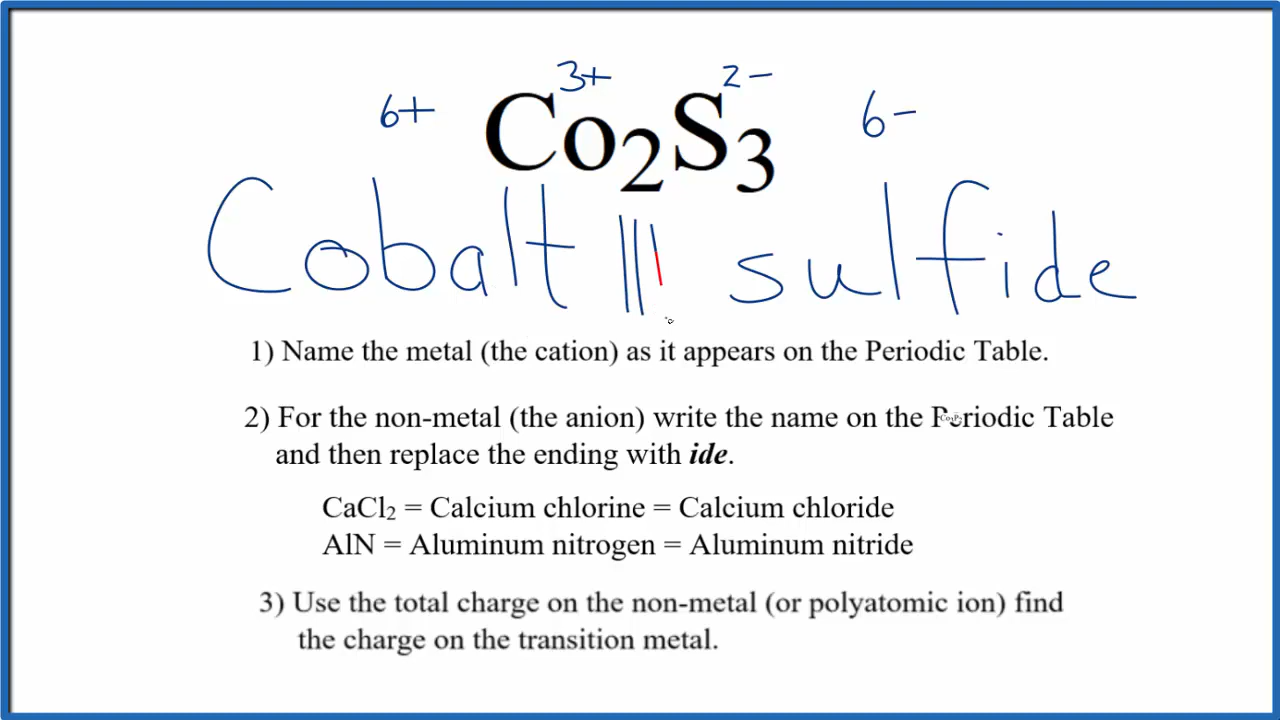 3+ 2−
6+ Co₂S₃ 6−
Cobalt III sulfide
1) Name the metal (the cation) as it appears on the Periodic Table.
2) For the non-metal (the anion) write the name on the Periodic Table
and then replace the ending with ide.
CaCl₂ = Calcium chlorine = Calcium chloride
AlN = Aluminum nitrogen = Aluminum nitride
3) Use the total charge on the non-metal (or polyatomic ion) find
the charge on the transition metal.